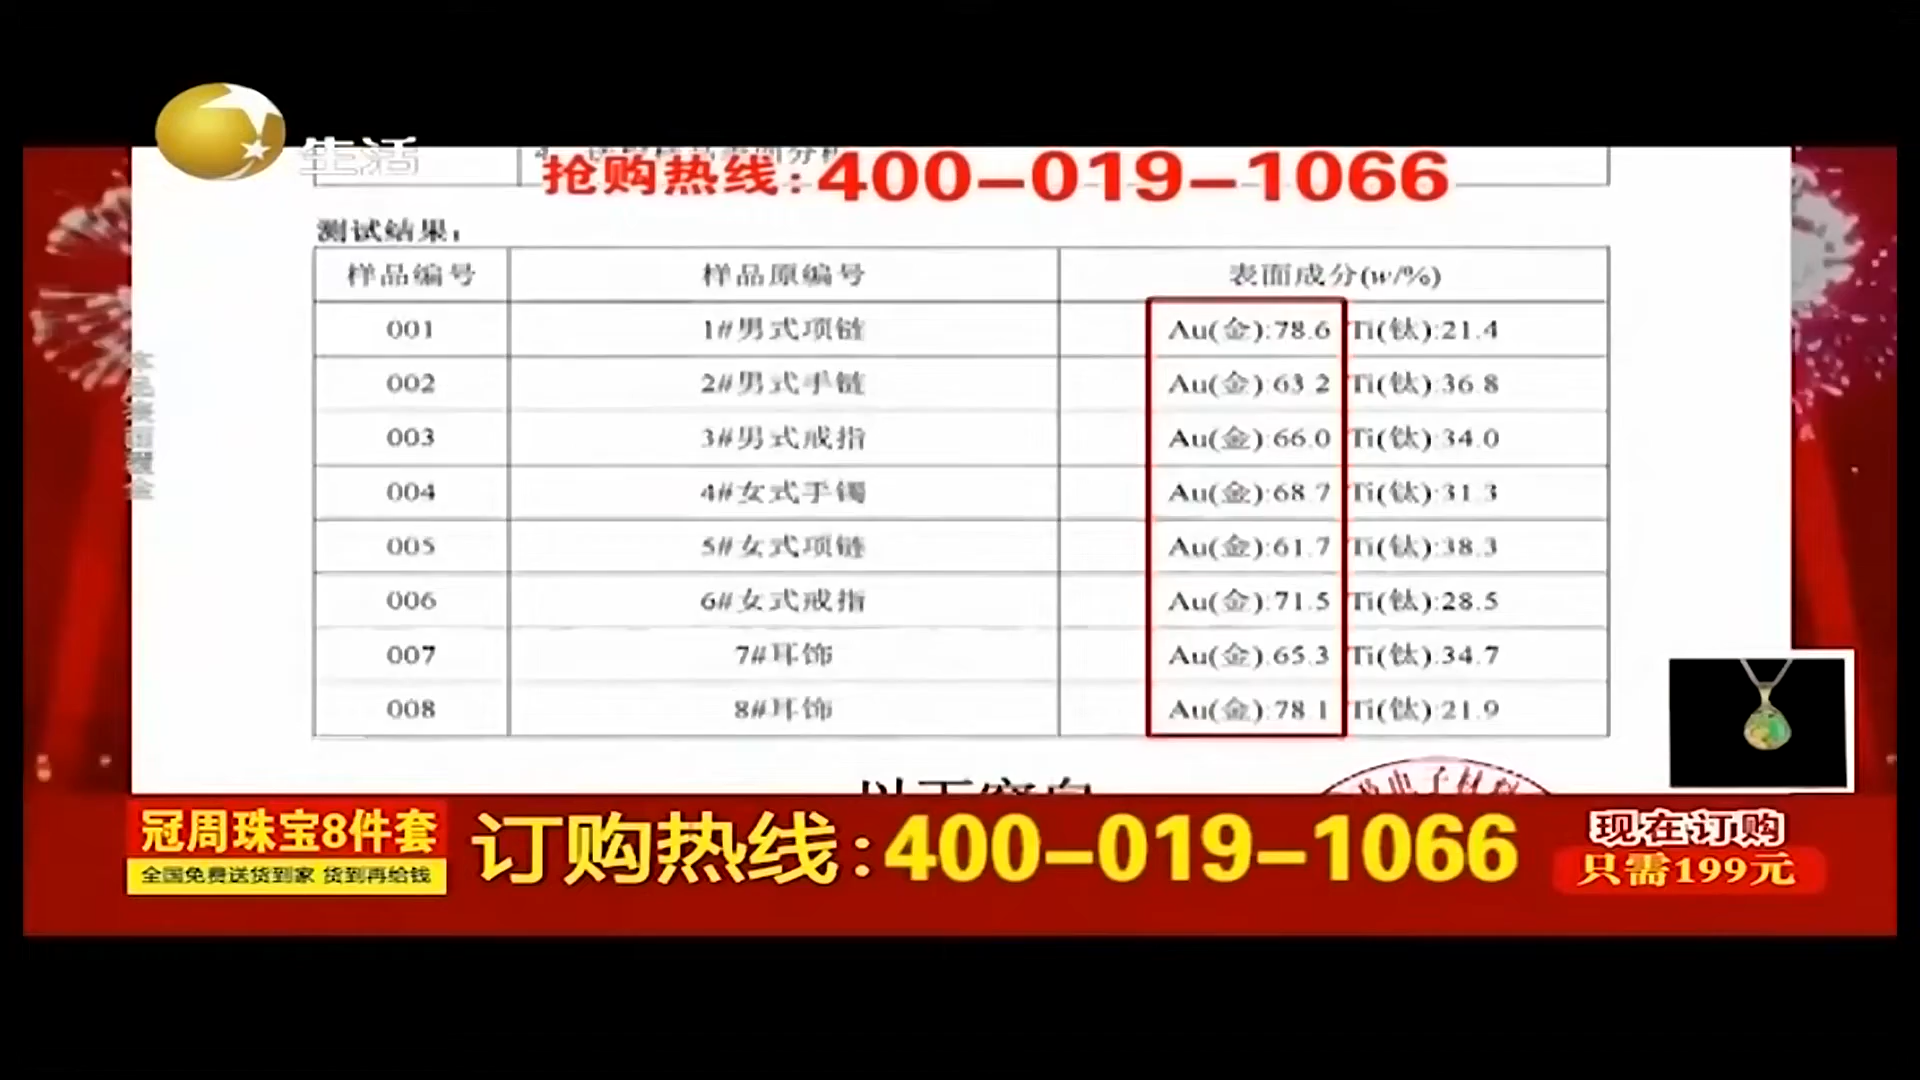 生活
抢购热线:400-019-1066
测试结果:
样品编号 样品原编号 表面成分(w/%)
001 1#男式项链 Au(金):78.6 Ti(钛):21.4
002 2#男式手链 Au(金):63.2 Ti(钛):36.8
003 3#男式戒指 Au(金):66.0 Ti(钛):34.0
004 4#女式手镯 Au(金):68.7 Ti(钛):31.3
005 5#女式项链 Au(金):61.7 Ti(钛):38.3
006 6#女式戒指 Au(金):71.5 Ti(钛):28.5
007 7#耳饰 Au(金):65.3 Ti(钛):34.7
008 8#耳饰 Au(金):78.1 Ti(钛):21.9
以下空白
电子材料
冠周珠宝8件套
全国免费送货到家 货到再给钱
订购热线:400-019-1066
现在订购
只需199元